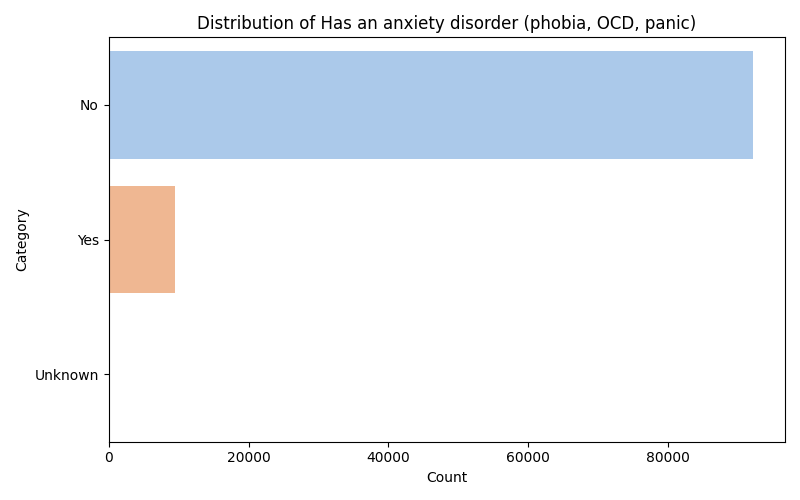 Distribution of Has an anxiety disorder (phobia, OCD, panic)
No
Yes
Unknown
Category
0 20000 40000 60000 80000
Count